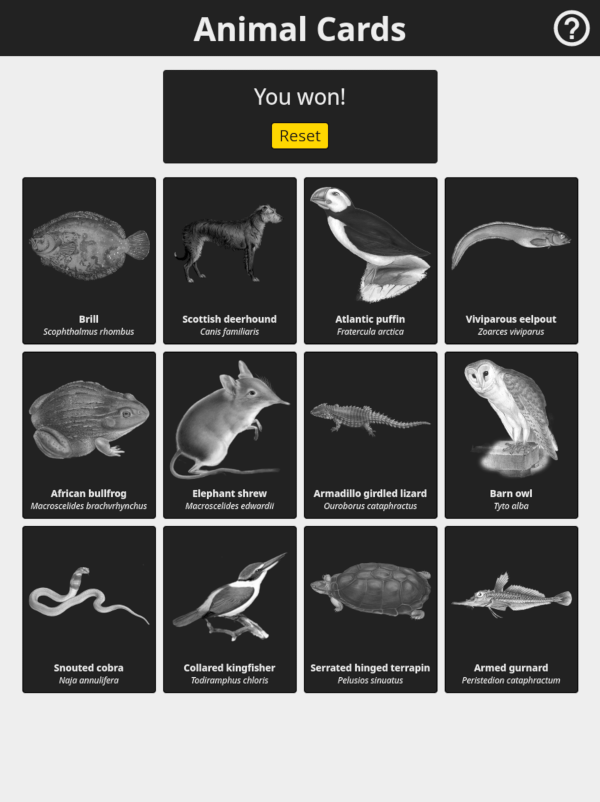 Animal Cards
?
You won!
Reset
Brill
Scophthalmus rhombus
Scottish deerhound
Canis familiaris
Atlantic puffin
Fratercula arctica
Viviparous eelpout
Zoarces viviparus
African bullfrog
Macroscelides brachvrhynchus
Elephant shrew
Macroscelides edwardii
Armadillo girdled lizard
Ouroborus cataphractus
Barn owl
Tyto alba
Snouted cobra
Naja annulifera
Collared kingfisher
Todiramphus chloris
Serrated hinged terrapin
Pelusios sinuatus
Armed gurnard
Peristedion cataphractum